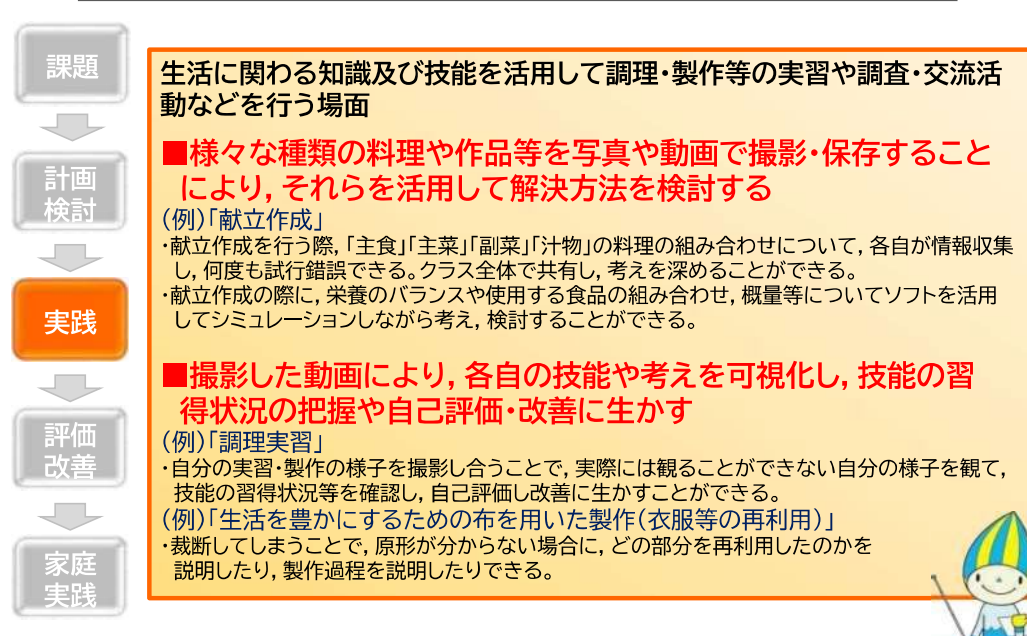 課題
計画
検討
実践
評価
改善
家庭
実践
生活に関わる知識及び技能を活用して調理・製作等の実習や調査・交流活
動などを行う場面
■様々な種類の料理や作品等を写真や動画で撮影・保存すること
により，それらを活用して解決方法を検討する
（例）「献立作成」
・献立作成を行う際，「主食」「主菜」「副菜」「汁物」の料理の組み合わせについて，各自が情報収集
し，何度も試行錯誤できる。クラス全体で共有し，考えを深めることができる。
・献立作成の際に，栄養のバランスや使用する食品の組み合わせ，概量等についてソフトを活用
してシミュレーションしながら考え，検討することができる。
■撮影した動画により，各自の技能や考えを可視化し，技能の習
得状況の把握や自己評価・改善に生かす
（例）「調理実習」
・自分の実習・製作の様子を撮影し合うことで，実際には観ることができない自分の様子を観て，
技能の習得状況等を確認し，自己評価し改善に生かすことができる。
（例）「生活を豊かにするための布を用いた製作（衣服等の再利用）」
・裁断してしまうことで，原形が分からない場合に，どの部分を再利用したのかを
説明したり，製作過程を説明したりできる。